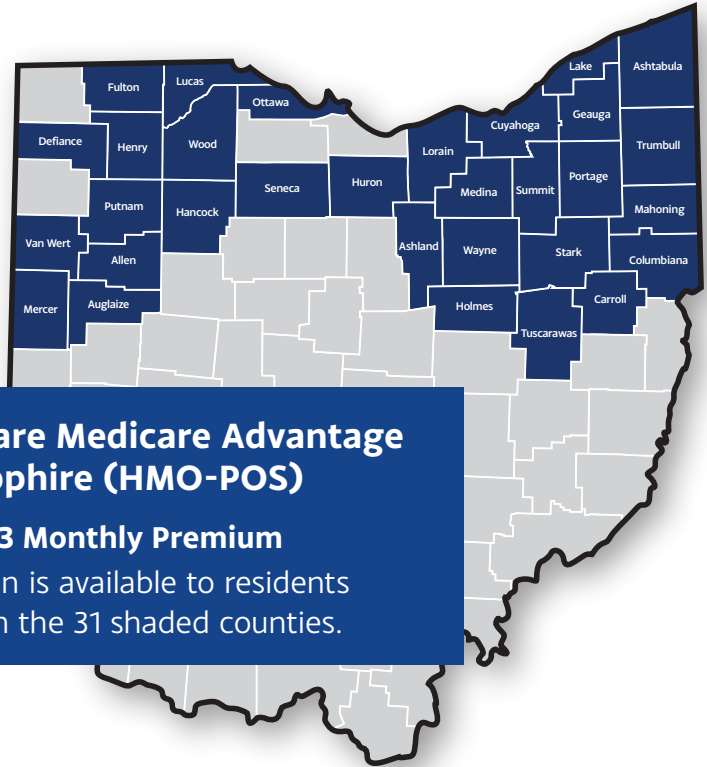 Lake
Ashtabula
Lucas
Fulton
Ottawa
Geauga
Cuyahoga
Defiance
Henry
Wood
Lorain
Trumbull
Portage
Seneca
Huron
Medina
Summit
Putnam
Hancock
Mahoning
Van Wert
Ashland
Wayne
Stark
Allen
Columbiana
Mercer
Auglaize
Holmes
Carroll
Tuscarawas
are Medicare Advantage
pphire (HMO-POS)
3 Monthly Premium
n is available to residents
the 31 shaded counties.